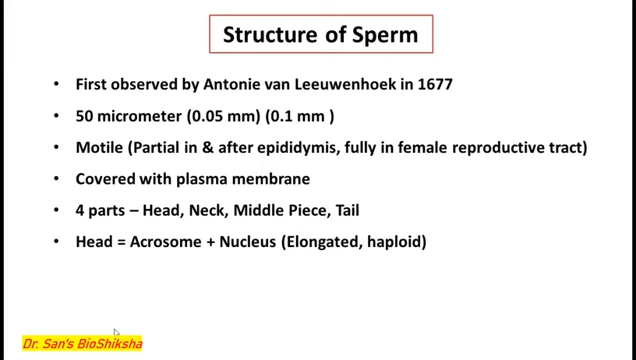 Structure of Sperm
• First observed by Antonie van Leeuwenhoek in 1677
• 50 micrometer (0.05 mm) (0.1 mm )
• Motile (Partial in & after epididymis, fully in female reproductive tract)
• Covered with plasma membrane
• 4 parts – Head, Neck, Middle Piece, Tail
• Head = Acrosome + Nucleus (Elongated, haploid)
Dr. San's BioShiksha